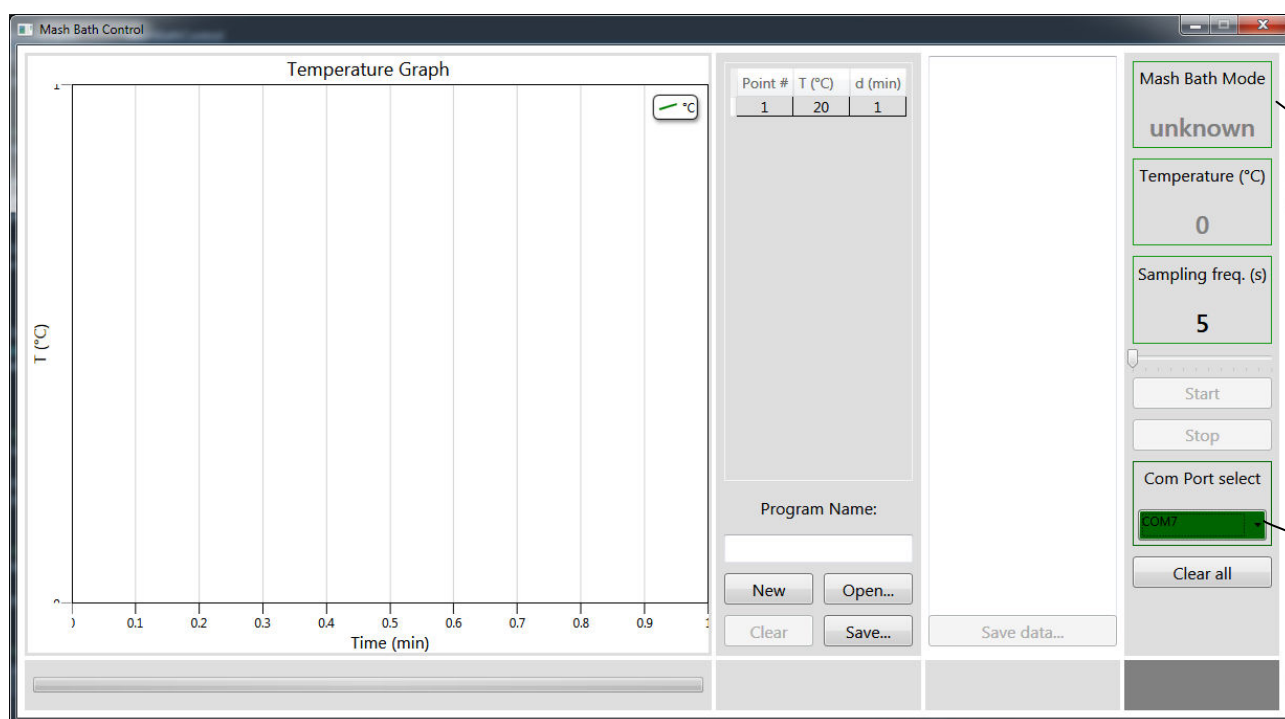 Mash Bath Control
Temperature Graph
1
°C
T (°C)
0.1 0.2 0.3 0.4 0.5 0.6 0.7 0.8 0.9
Time (min)
Point # T (°C) d (min)
1 20 1
Program Name:
New Open...
Clear Save...
Save data...
Mash Bath Mode
unknown
Temperature (°C)
0
Sampling freq. (s)
5
Start
Stop
Com Port select
COM7
Clear all